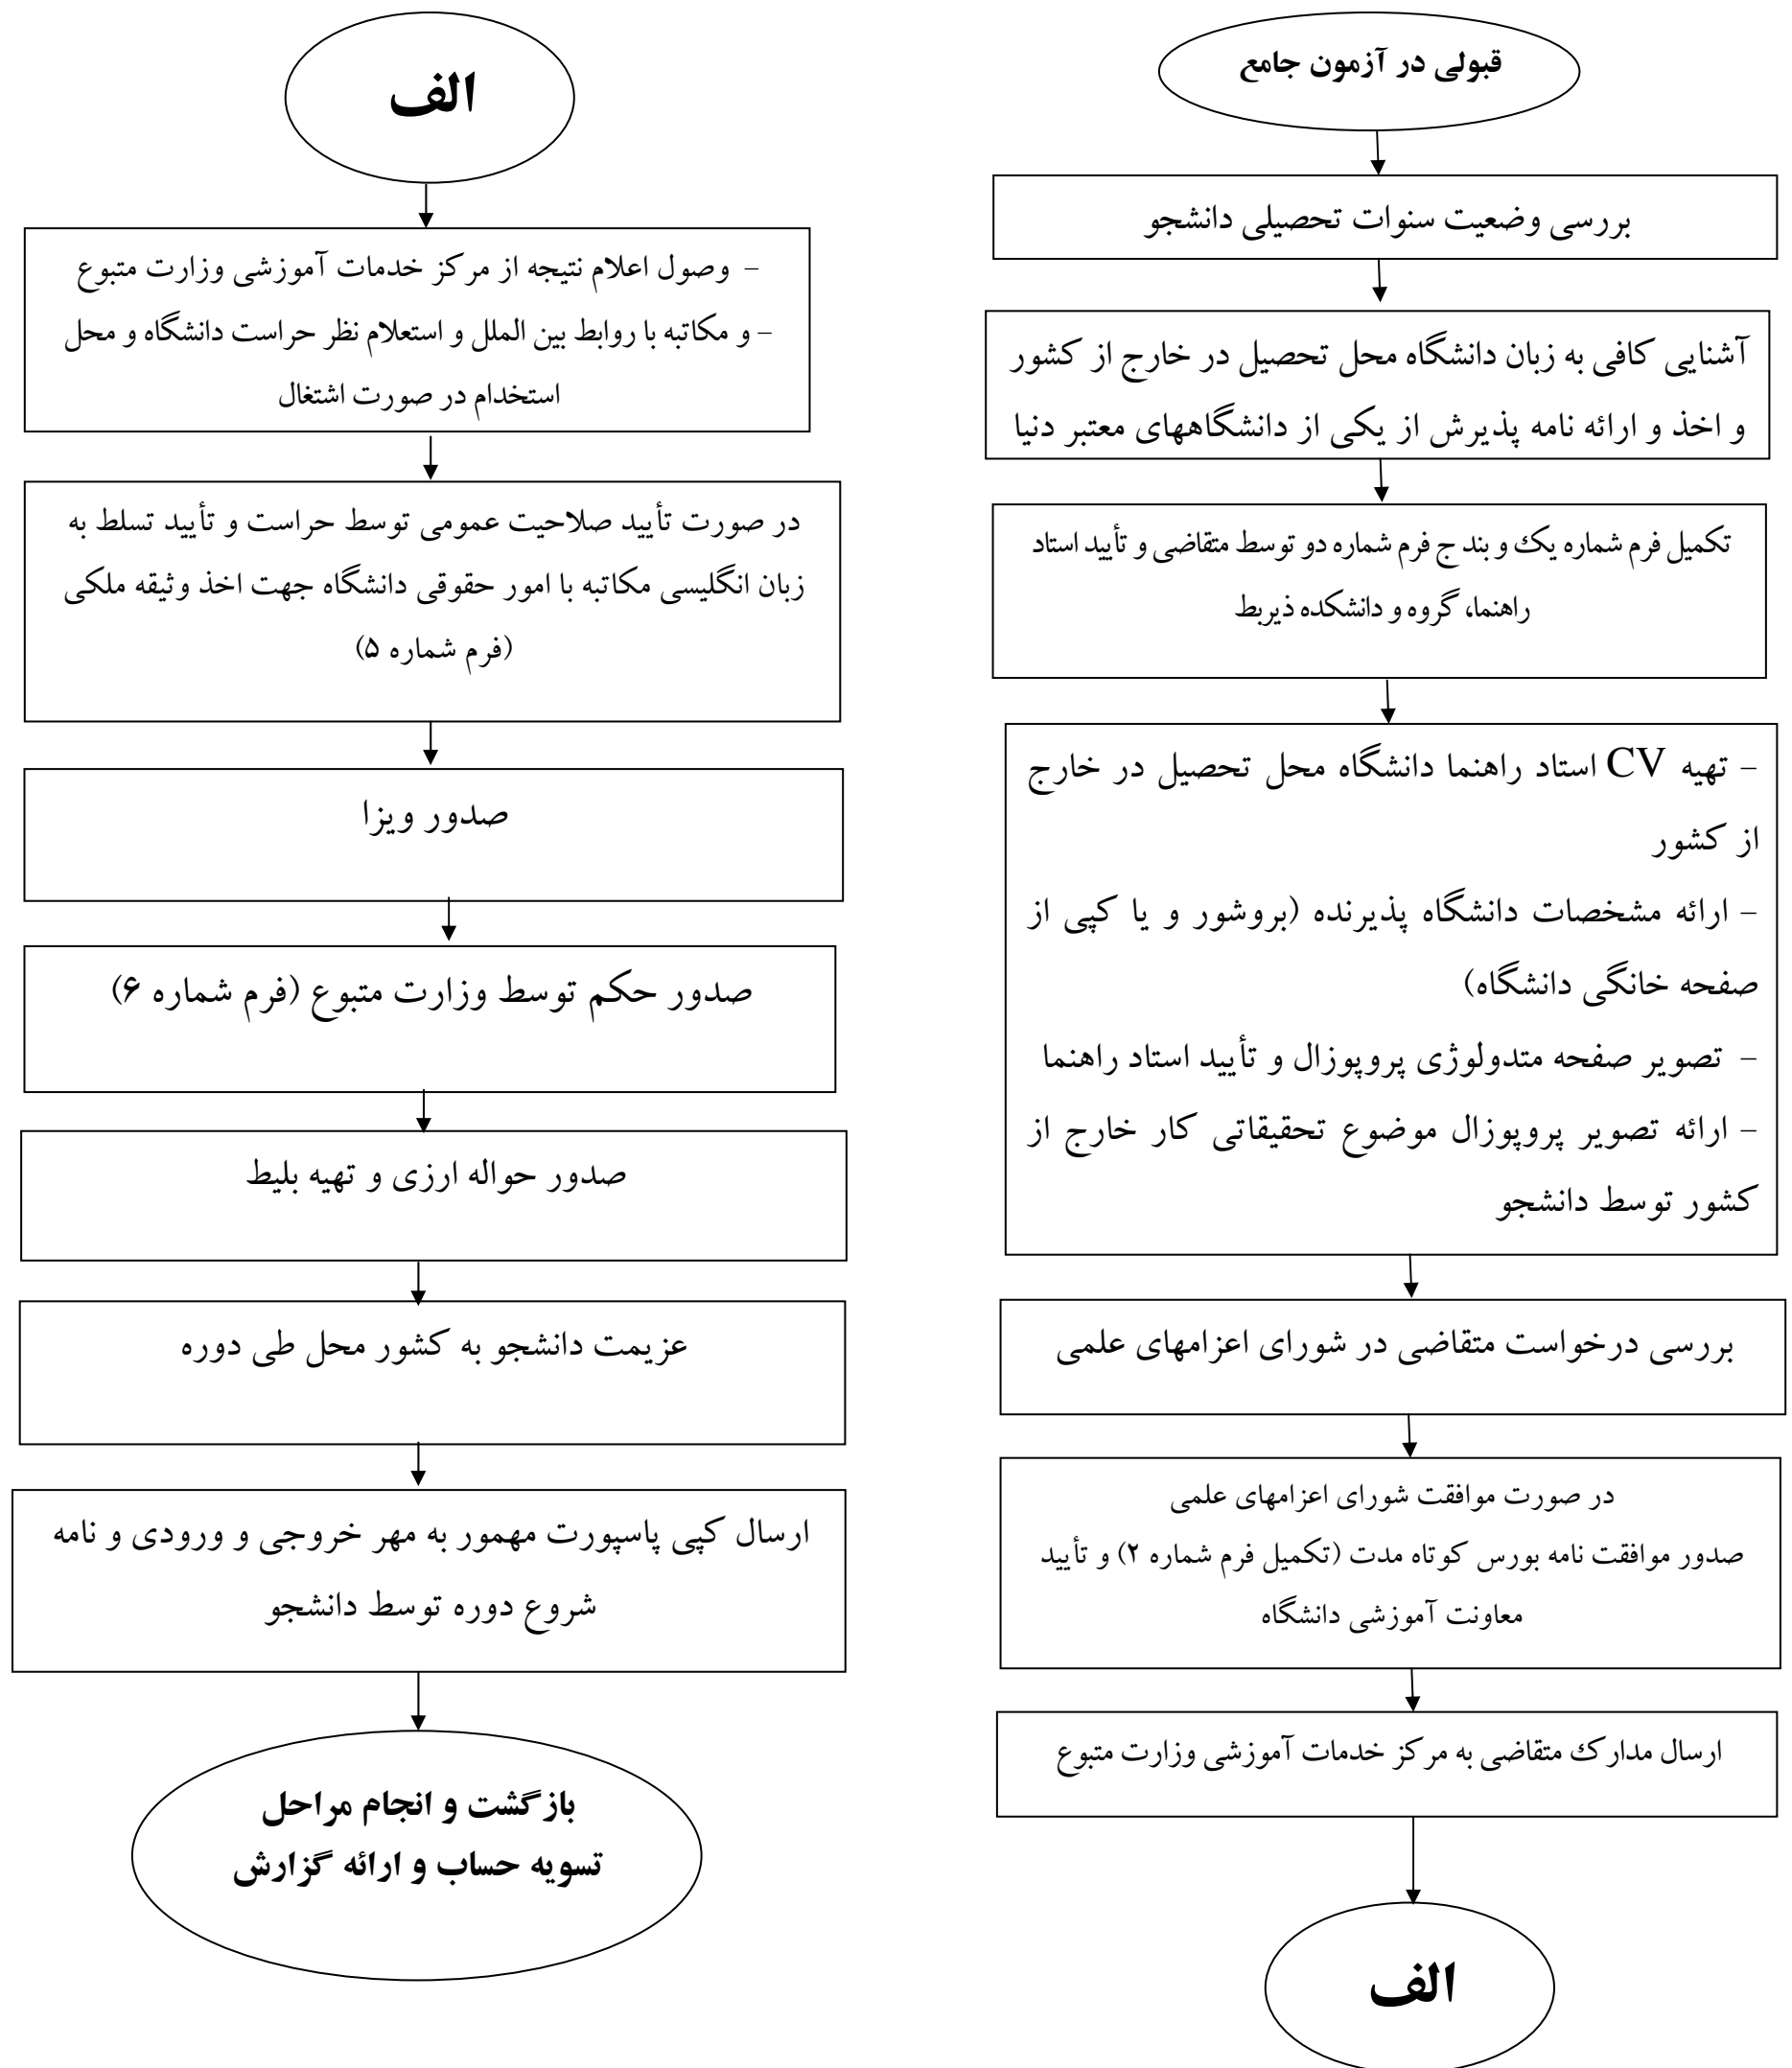 قبولی در آزمون جامع
بررسی وضعیت سنوات تحصیلی دانشجو
آشنایی کافی به زبان دانشگاه محل تحصیل در خارج از کشور
و اخذ و ارائه نامه پذیرش از یکی از دانشگاههای معتبر دنیا
تکمیل فرم شماره یک و بند ج فرم شماره دو توسط متقاضی و تأیید استاد
راهنما، گروه و دانشکده ذیربط
- تهیه CV استاد راهنما دانشگاه محل تحصیل در خارج
از کشور
- ارائه مشخصات دانشگاه پذیرنده (بروشور و یا کپی از
صفحه خانگی دانشگاه)
- تصویر صفحه متدولوژی پروپوزال و تأیید استاد راهنما
- ارائه تصویر پروپوزال موضوع تحقیقاتی کار خارج از
کشور توسط دانشجو
بررسی درخواست متقاضی در شورای اعزامهای علمی
در صورت موافقت شورای اعزامهای علمی
صدور موافقت نامه بورس کوتاه مدت (تکمیل فرم شماره ۲) و تأیید
معاونت آموزشی دانشگاه
ارسال مدارک متقاضی به مرکز خدمات آموزشی وزارت متبوع
الف
الف
- وصول اعلام نتیجه از مرکز خدمات آموزشی وزارت متبوع
- و مکاتبه با روابط بین الملل و استعلام نظر حراست دانشگاه و محل
استخدام در صورت اشتغال
در صورت تأیید صلاحیت عمومی توسط حراست و تأیید تسلط به
زبان انگلیسی مکاتبه با امور حقوقی دانشگاه جهت اخذ وثیقه ملکی
(فرم شماره ۵)
صدور ویزا
صدور حکم توسط وزارت متبوع (فرم شماره ۶)
صدور حواله ارزی و تهیه بلیط
عزیمت دانشجو به کشور محل طی دوره
ارسال کپی پاسپورت مهمور به مهر خروجی و ورودی و نامه
شروع دوره توسط دانشجو
بازگشت و انجام مراحل
تسویه حساب و ارائه گزارش